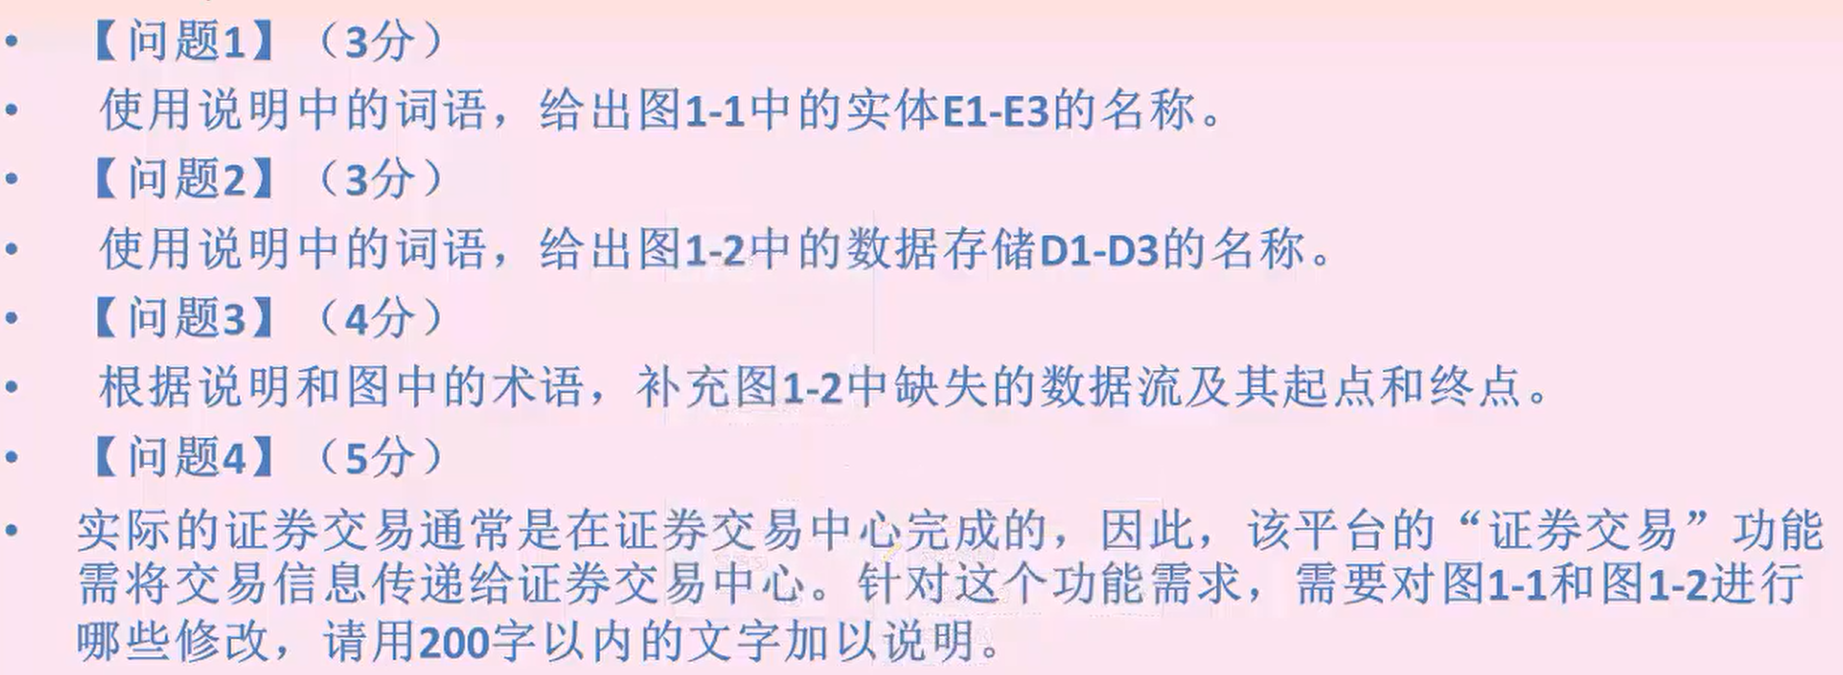 • 【问题1】（3分）
• 使用说明中的词语，给出图1-1中的实体E1-E3的名称。
• 【问题2】（3分）
• 使用说明中的词语，给出图1-2中的数据存储D1-D3的名称。
• 【问题3】（4分）
• 根据说明和图中的术语，补充图1-2中缺失的数据流及其起点和终点。
• 【问题4】（5分）
• 实际的证券交易通常是在证券交易中心完成的，因此，该平台的“证券交易”功能
需将交易信息传递给证券交易中心。针对这个功能需求，需要对图1-1和图1-2进行
哪些修改，请用200字以内的文字加以说明。